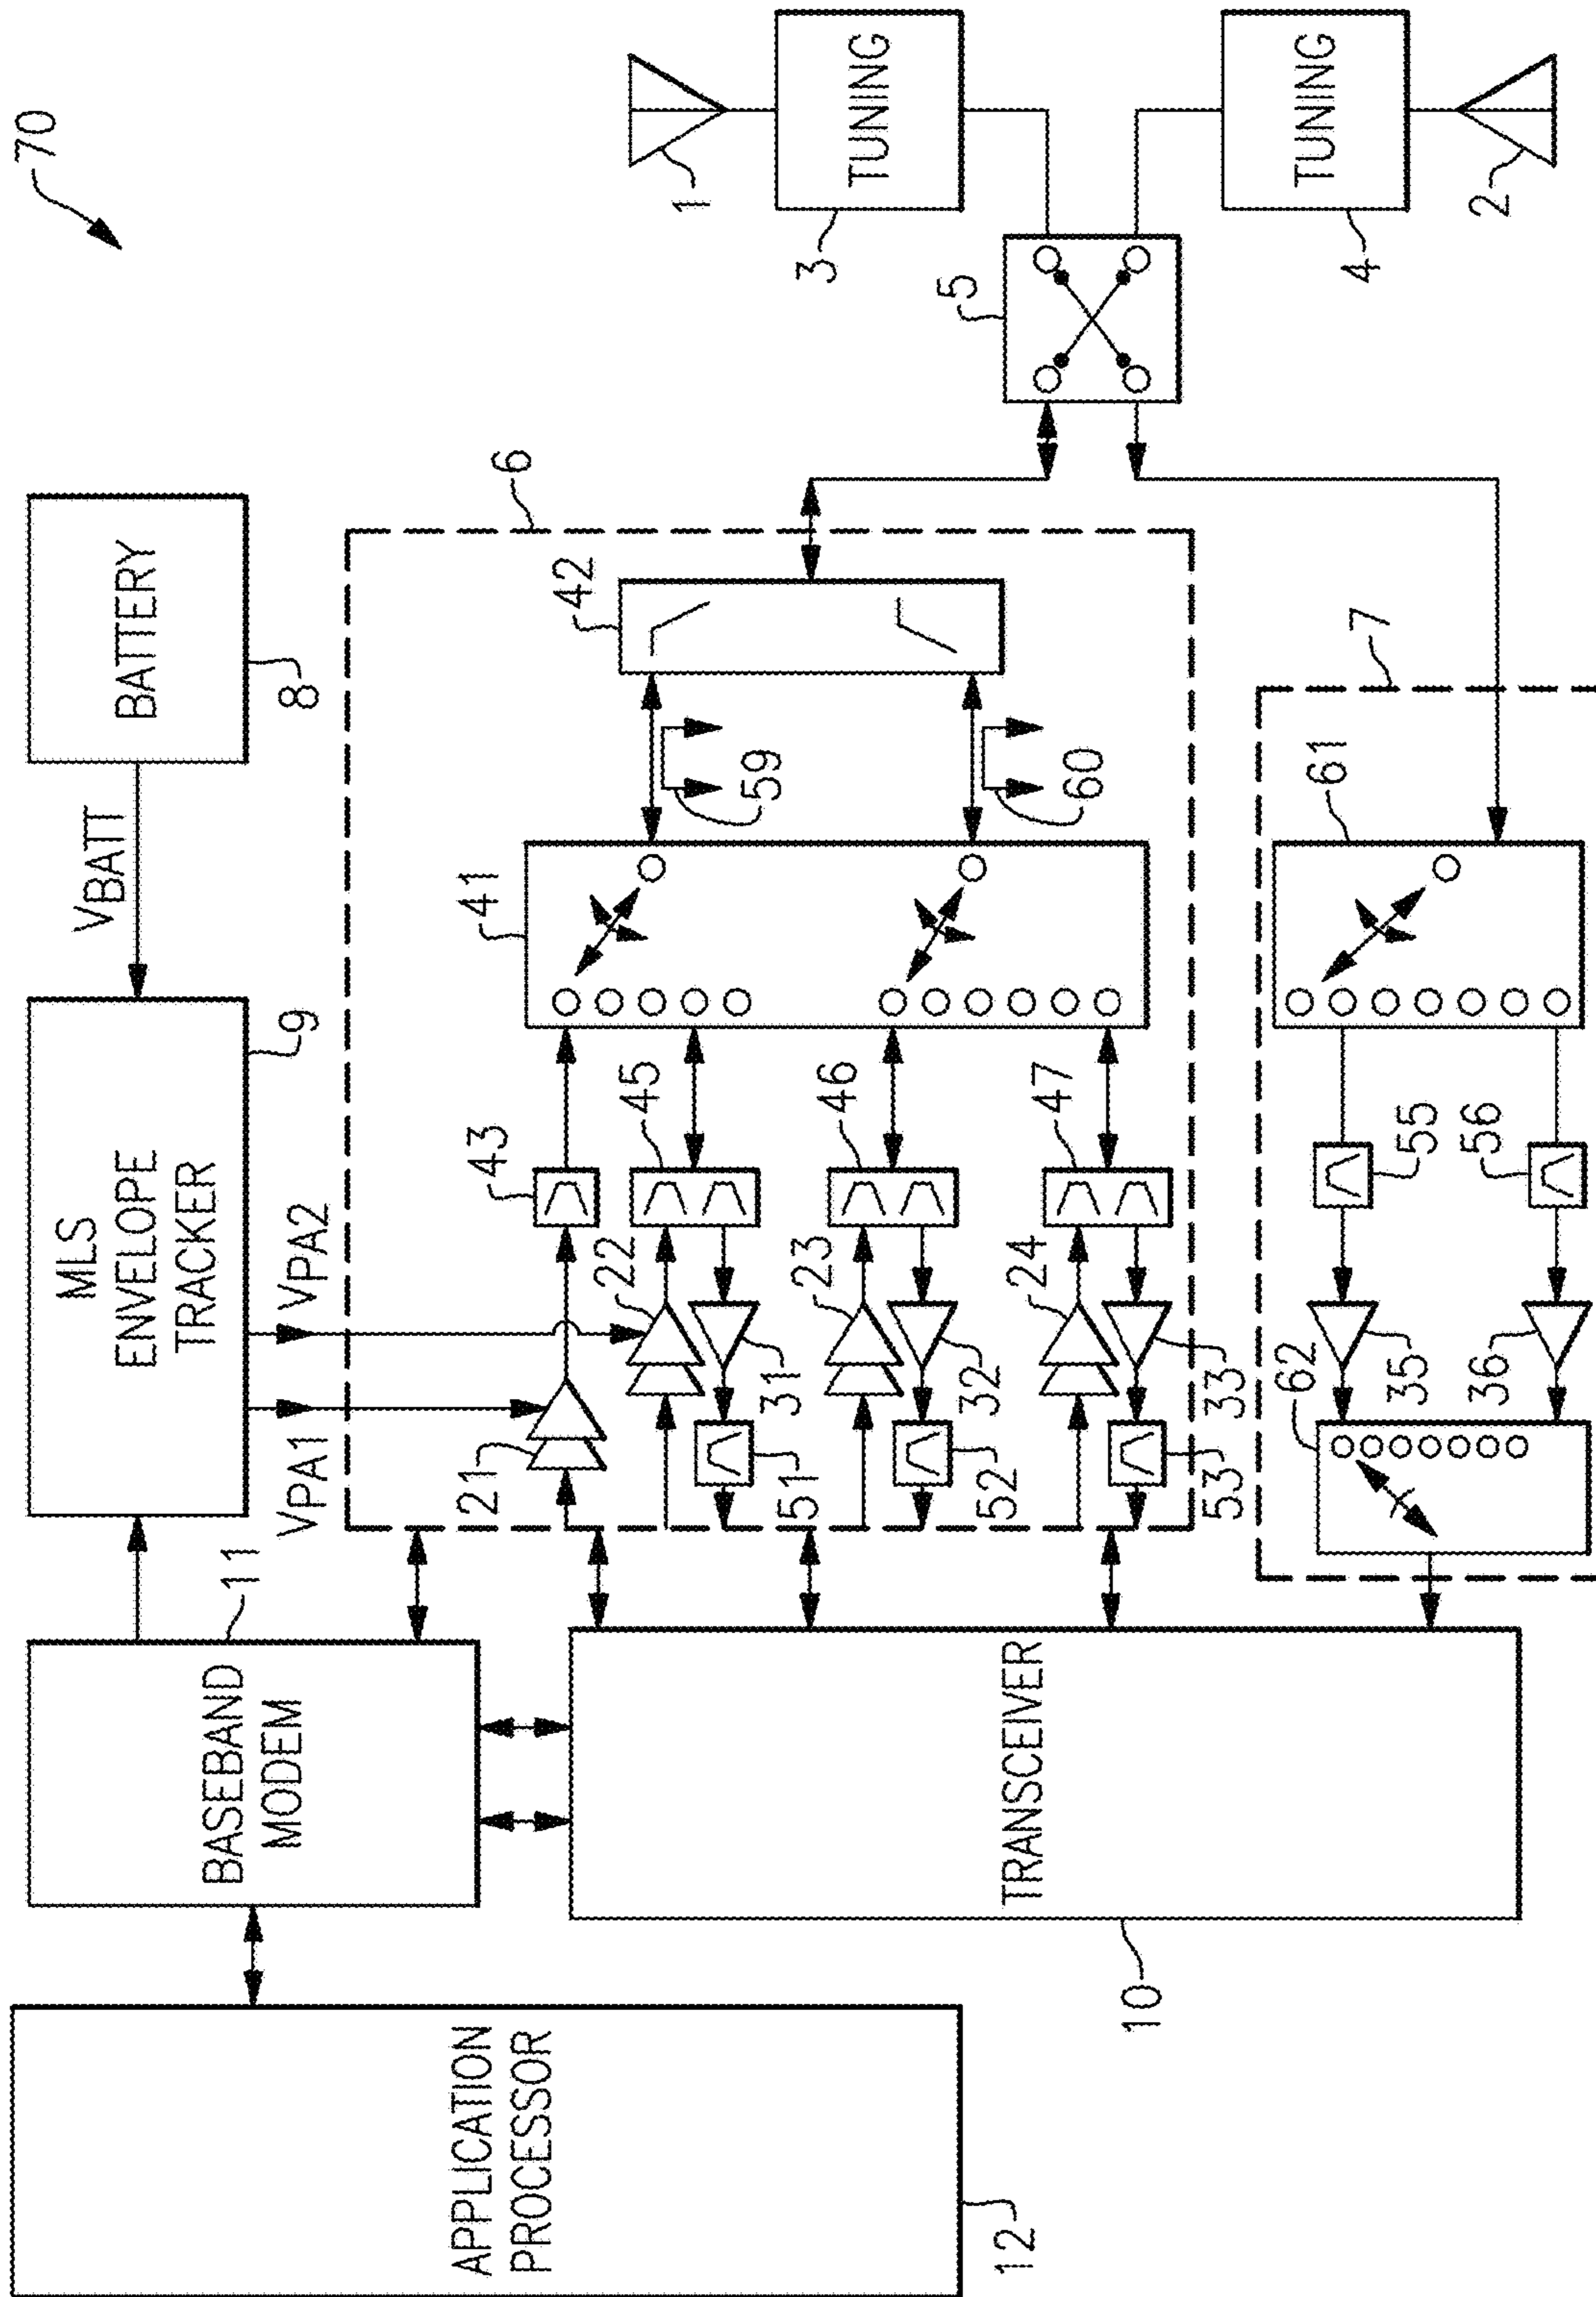 70
APPLICATION
PROCESSOR
12
BASEBAND
MODEM
11
TRANSCEIVER
10
MLS
ENVELOPE
TRACKER
9
BATTERY
8
VBATT
VPA1
VPA2
6
21
43
22
45
31
51
23
46
32
52
24
47
33
53
41
59
60
42
7
62
35
36
55
56
61
5
TUNING
3
1
TUNING
4
2